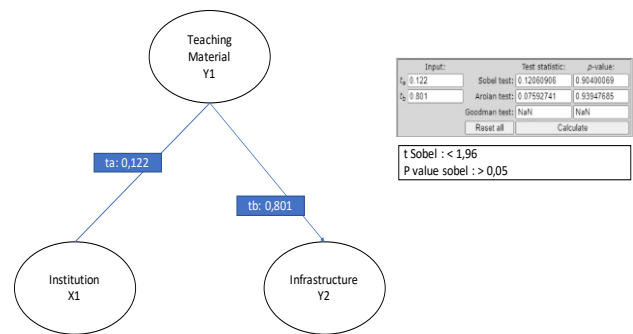 Teaching
Material
Y1
ta: 0,122
tb: 0,801
Institution
X1
Infrastructure
Y2
Input: Test statistic: p-value:
ta 0.122 Sobel test: 0.12060906 0.90400069
tb 0.801 Aroian test: 0.07592741 0.93947685
Goodman test: NaN NaN
Reset all Calculate
t Sobel : < 1,96
P value sobel : > 0,05